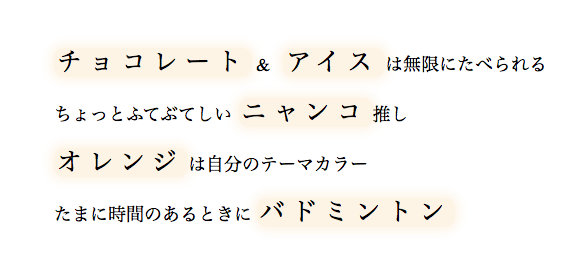 チョコレート & アイス は無限にたべられる
ちょっとふてぶてしい ニャンコ 推し
オレンジ は自分のテーマカラー
たまに時間のあるときに バドミントン